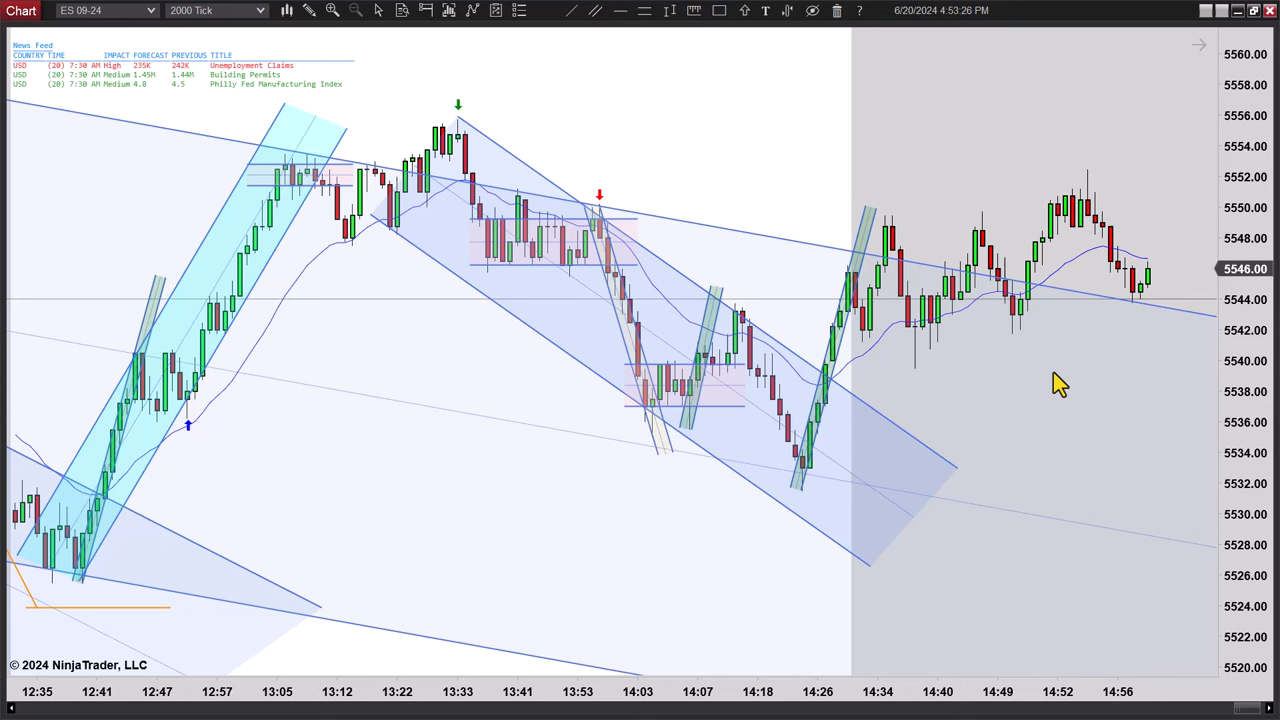 Chart ES 09-24 2000 Tick T ? 6/20/2024 4:53:26 PM
News Feed
COUNTRY TIME IMPACT FORECAST PREVIOUS TITLE
USD (20) 7:30 AM High 235K 242K Unemployment Claims
USD (20) 7:30 AM Medium 1.45M 1.44M Building Permits
USD (20) 7:30 AM Medium 4.8 4.5 Philly Fed Manufacturing Index
5560.00
5558.00
5556.00
5554.00
5552.00
5550.00
5548.00
5546.00
5544.00
5542.00
5540.00
5538.00
5536.00
5534.00
5532.00
5530.00
5528.00
5526.00
5524.00
5522.00
5520.00
© 2024 NinjaTrader, LLC
12:35 12:41 12:47 12:57 13:05 13:12 13:22 13:33 13:41 13:53 14:03 14:07 14:18 14:26 14:34 14:40 14:49 14:52 14:56